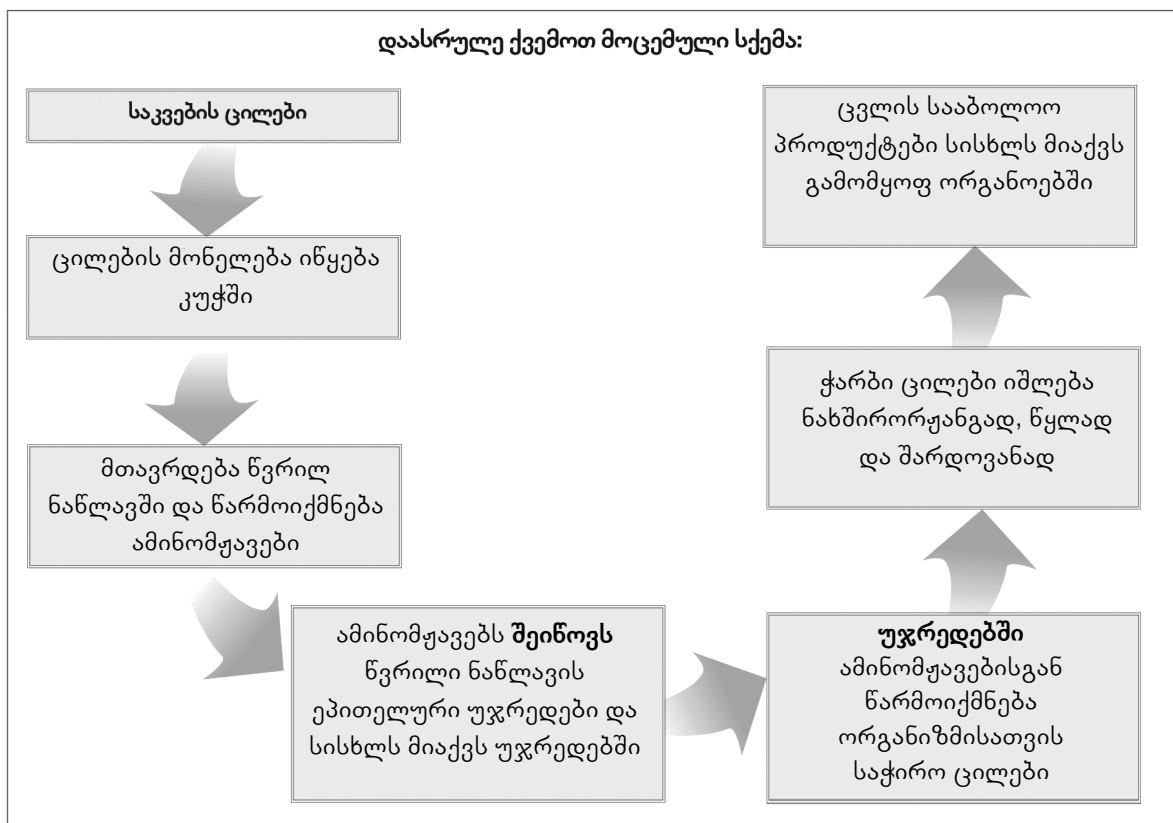 დაასრულე ქვემოთ მოცემული სქემა:
საკვების ცილები
ცილების მონელება იწყება
კუჭში
მთავრდება წვრილ
ნაწლავში და წარმოიქმნება
ამინომჟავები
ამინომჟავებს შეიწოვს
წვრილი ნაწლავის
ეპითელური უჯრედები და
სისხლს მიაქვს უჯრედებში
უჯრედებში
ამინომჟავებისგან
წარმოიქმნება
ორგანიზმისათვის
საჭირო ცილები
ჭარბი ცილები იშლება
ნახშირორჟანგად, წყლად
და შარდოვანად
ცვლის სააბოლოო
პროდუქტები სისხლს მიაქვს
გამომყოფ ორგანოებში